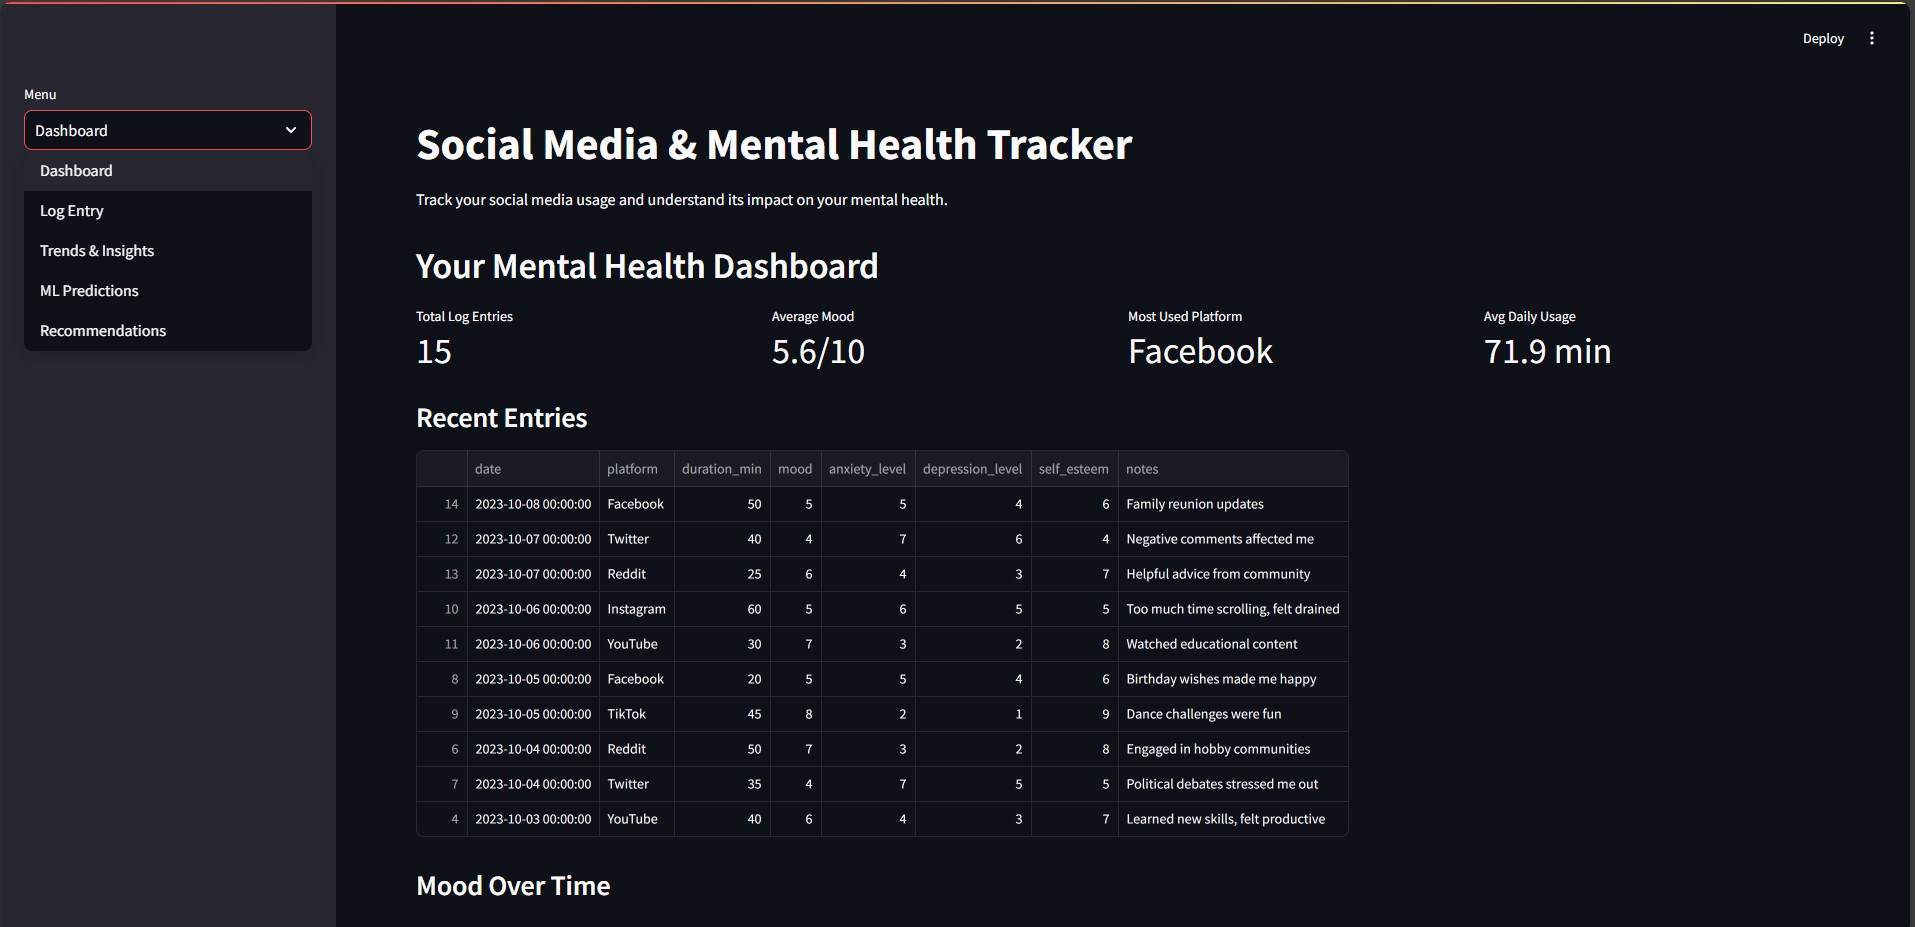 Deploy
Menu
Dashboard
Dashboard
Log Entry
Trends & Insights
ML Predictions
Recommendations
Social Media & Mental Health Tracker
Track your social media usage and understand its impact on your mental health.
Your Mental Health Dashboard
Total Log Entries Average Mood Most Used Platform Avg Daily Usage
15 5.6/10 Facebook 71.9 min
Recent Entries
date platform duration_min mood anxiety_level depression_level self_esteem notes
14 2023-10-08 00:00:00 Facebook 50 5 5 4 6 Family reunion updates
12 2023-10-07 00:00:00 Twitter 40 4 7 6 4 Negative comments affected me
13 2023-10-07 00:00:00 Reddit 25 6 4 3 7 Helpful advice from community
10 2023-10-06 00:00:00 Instagram 60 5 6 5 5 Too much time scrolling, felt drained
11 2023-10-06 00:00:00 YouTube 30 7 3 2 8 Watched educational content
8 2023-10-05 00:00:00 Facebook 20 5 5 4 6 Birthday wishes made me happy
9 2023-10-05 00:00:00 TikTok 45 8 2 1 9 Dance challenges were fun
6 2023-10-04 00:00:00 Reddit 50 7 3 2 8 Engaged in hobby communities
7 2023-10-04 00:00:00 Twitter 35 4 7 5 5 Political debates stressed me out
4 2023-10-03 00:00:00 YouTube 40 6 4 3 7 Learned new skills, felt productive
Mood Over Time